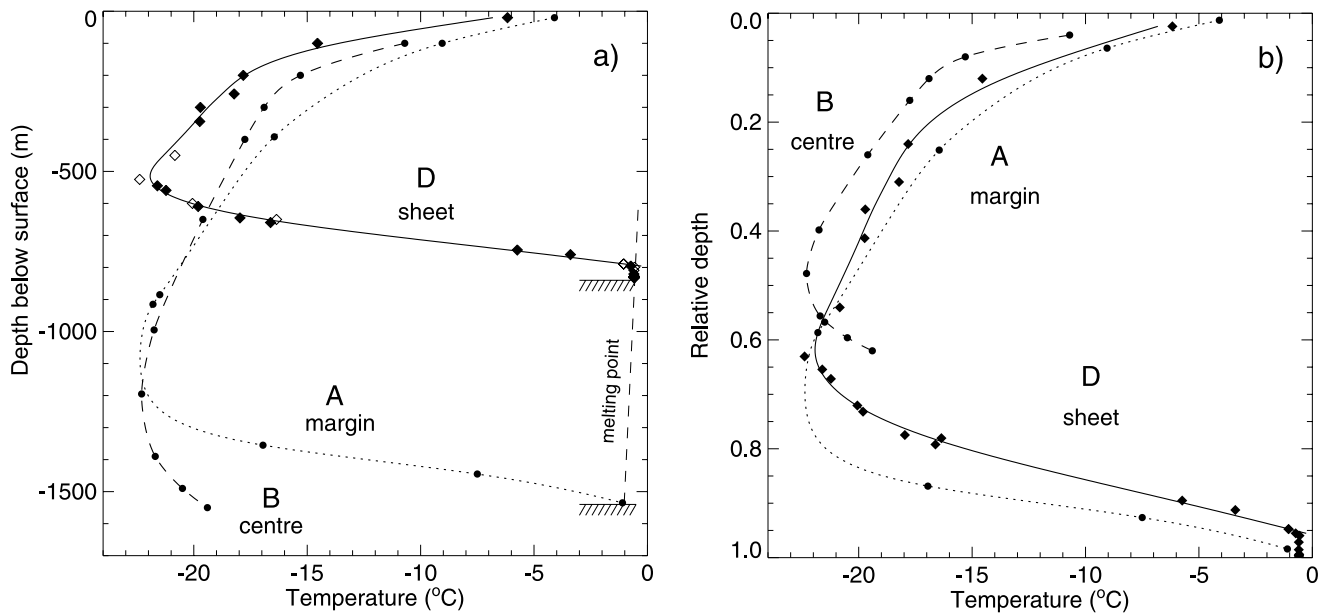 0
-500
-1000
-1500
Depth below surface (m)
a)
D
sheet
A
margin
B
centre
melting point
-20
-15
-10
-5
0
Temperature (°C)
0.0
0.2
0.4
0.6
0.8
1.0
Relative depth
b)
B
centre
A
margin
D
sheet
-20
-15
-10
-5
0
Temperature (°C)